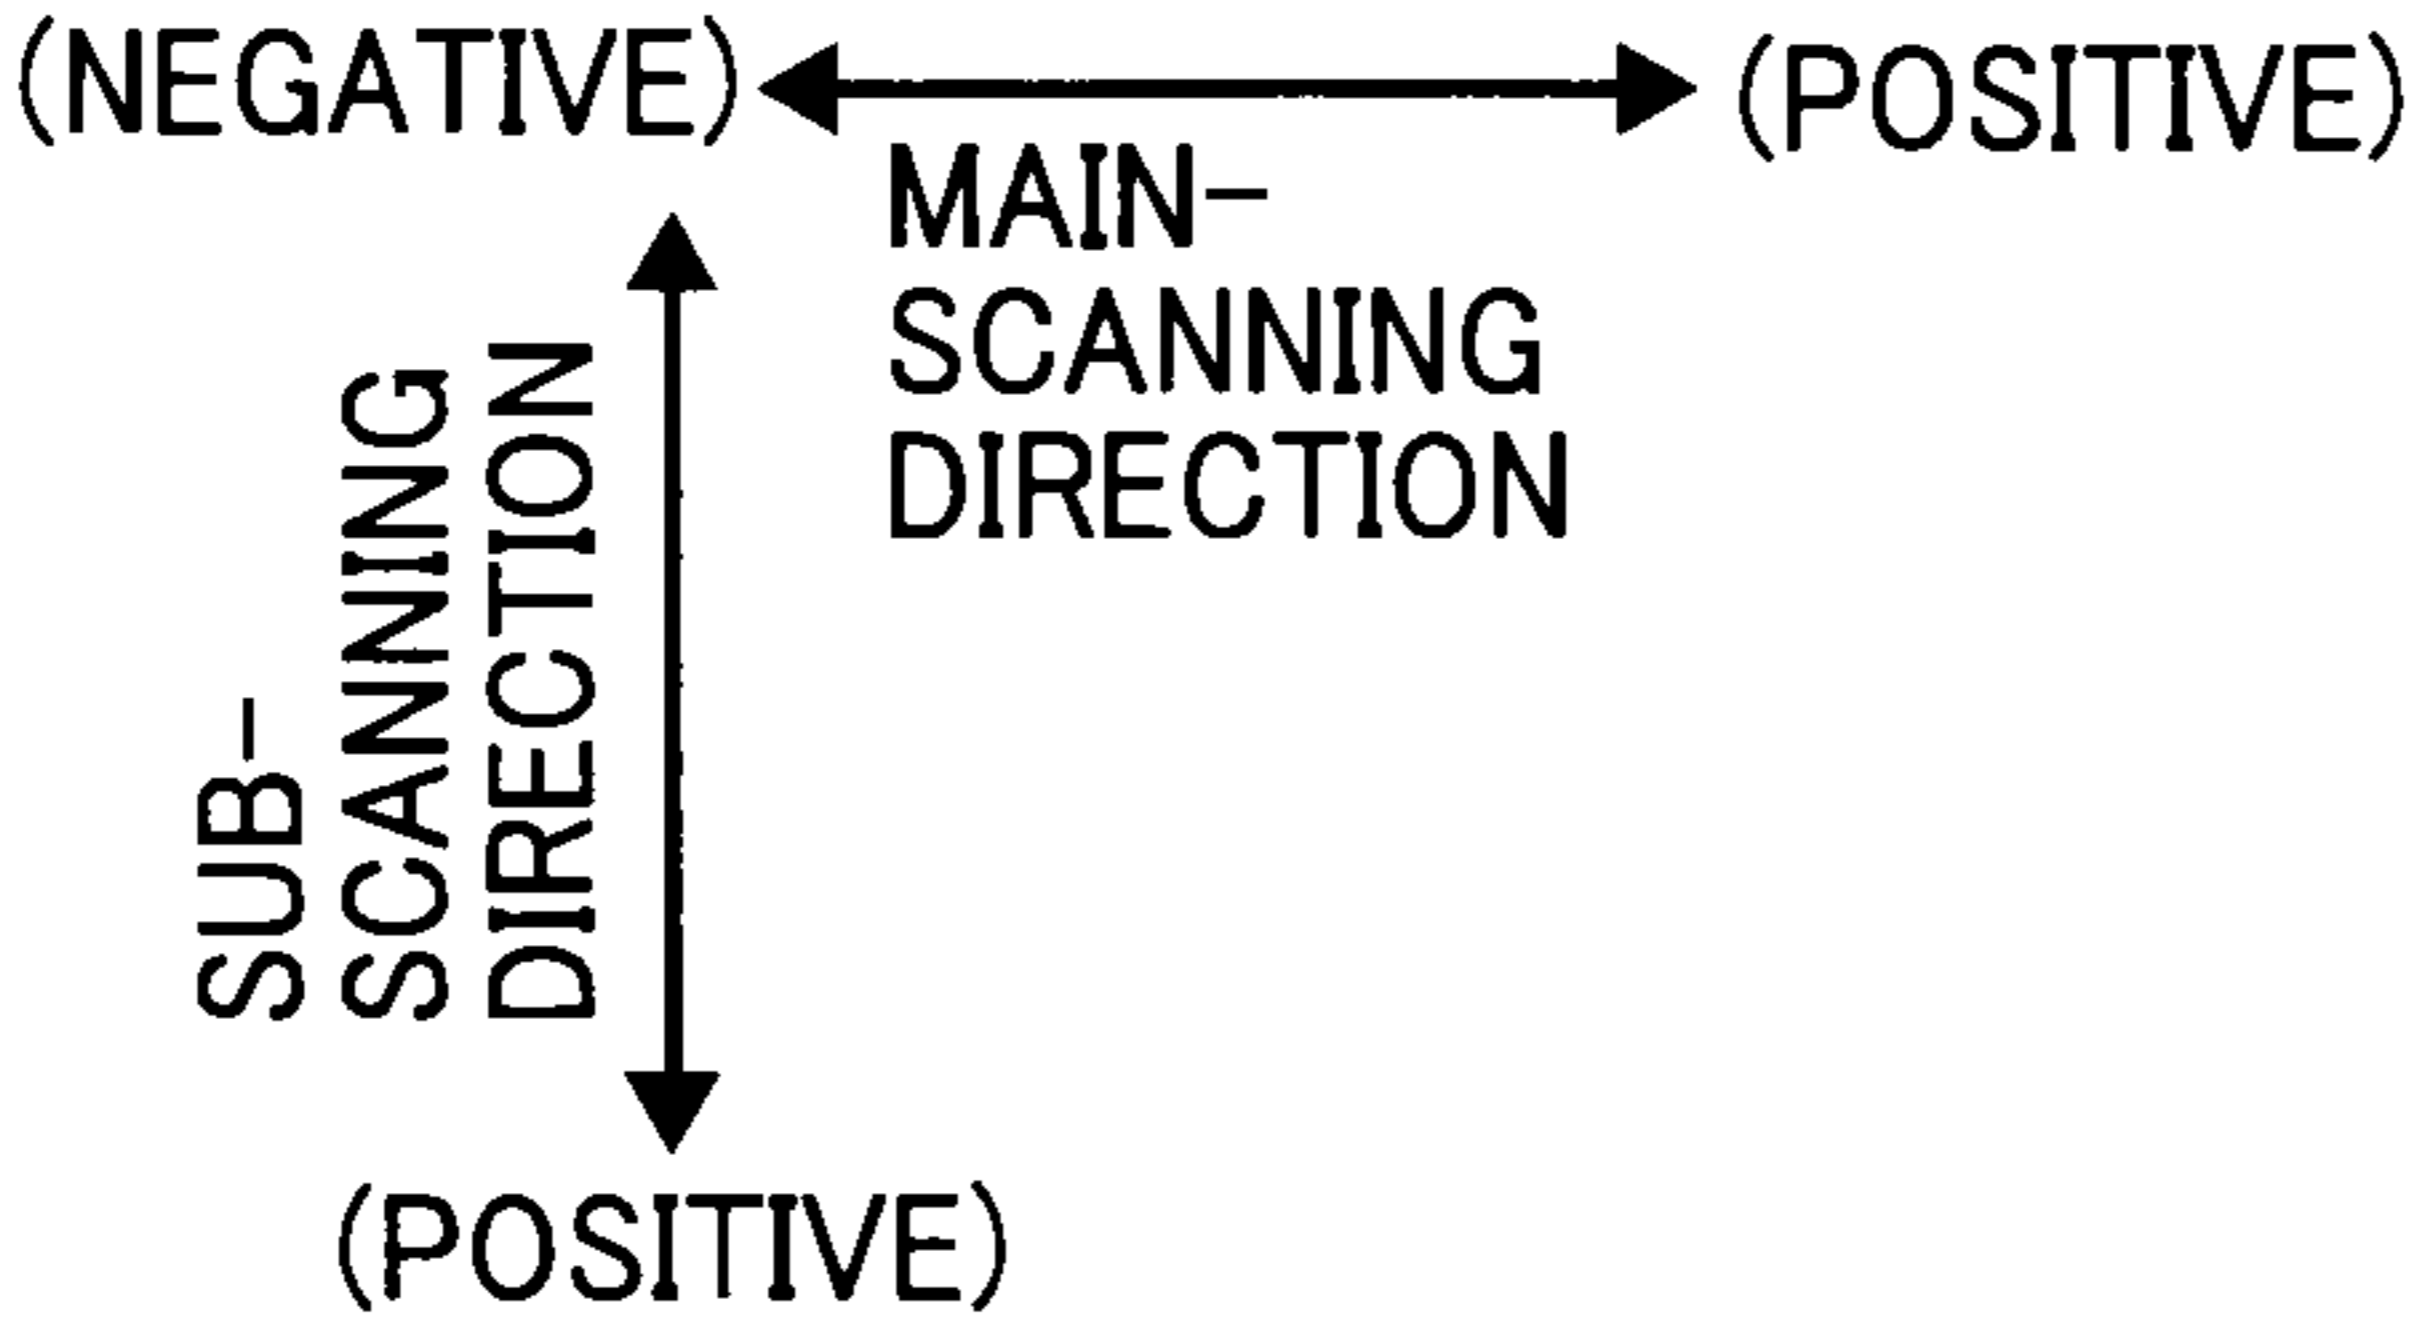 (NEGATIVE)
(POSITIVE)
MAIN-
SCANNING
DIRECTION
SUB-
SCANNING
DIRECTION
(POSITIVE)